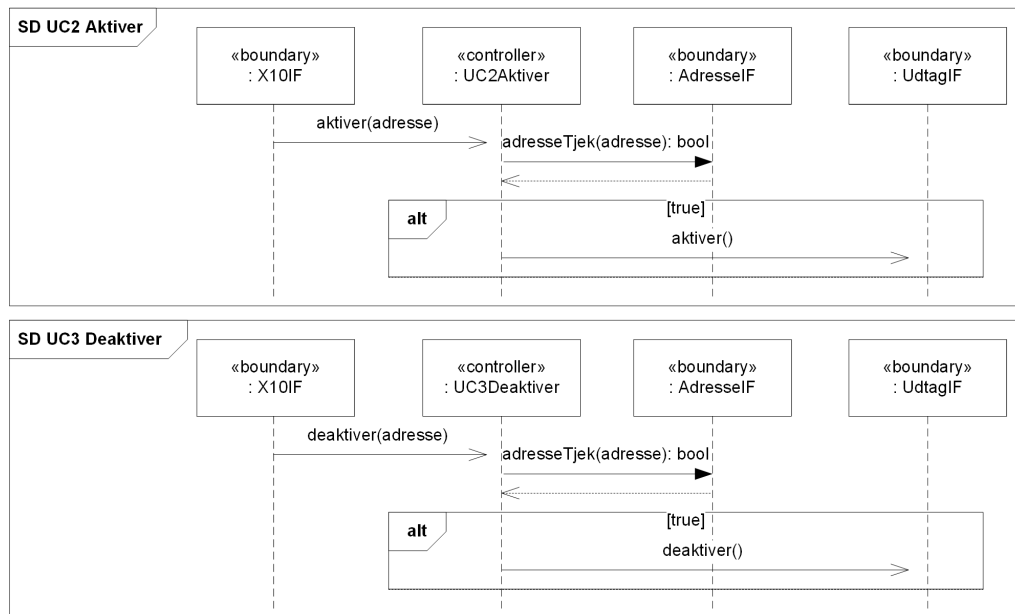 SD UC2 Aktiver
«boundary»
: X10IF
«controller»
: UC2Aktiver
«boundary»
: AdresseIF
«boundary»
: UdtagIF
aktiver(adresse)
adresseTjek(adresse): bool
alt
[true]
aktiver()
SD UC3 Deaktiver
«boundary»
: X10IF
«controller»
: UC3Deaktiver
«boundary»
: AdresseIF
«boundary»
: UdtagIF
deaktiver(adresse)
adresseTjek(adresse): bool
alt
[true]
deaktiver()